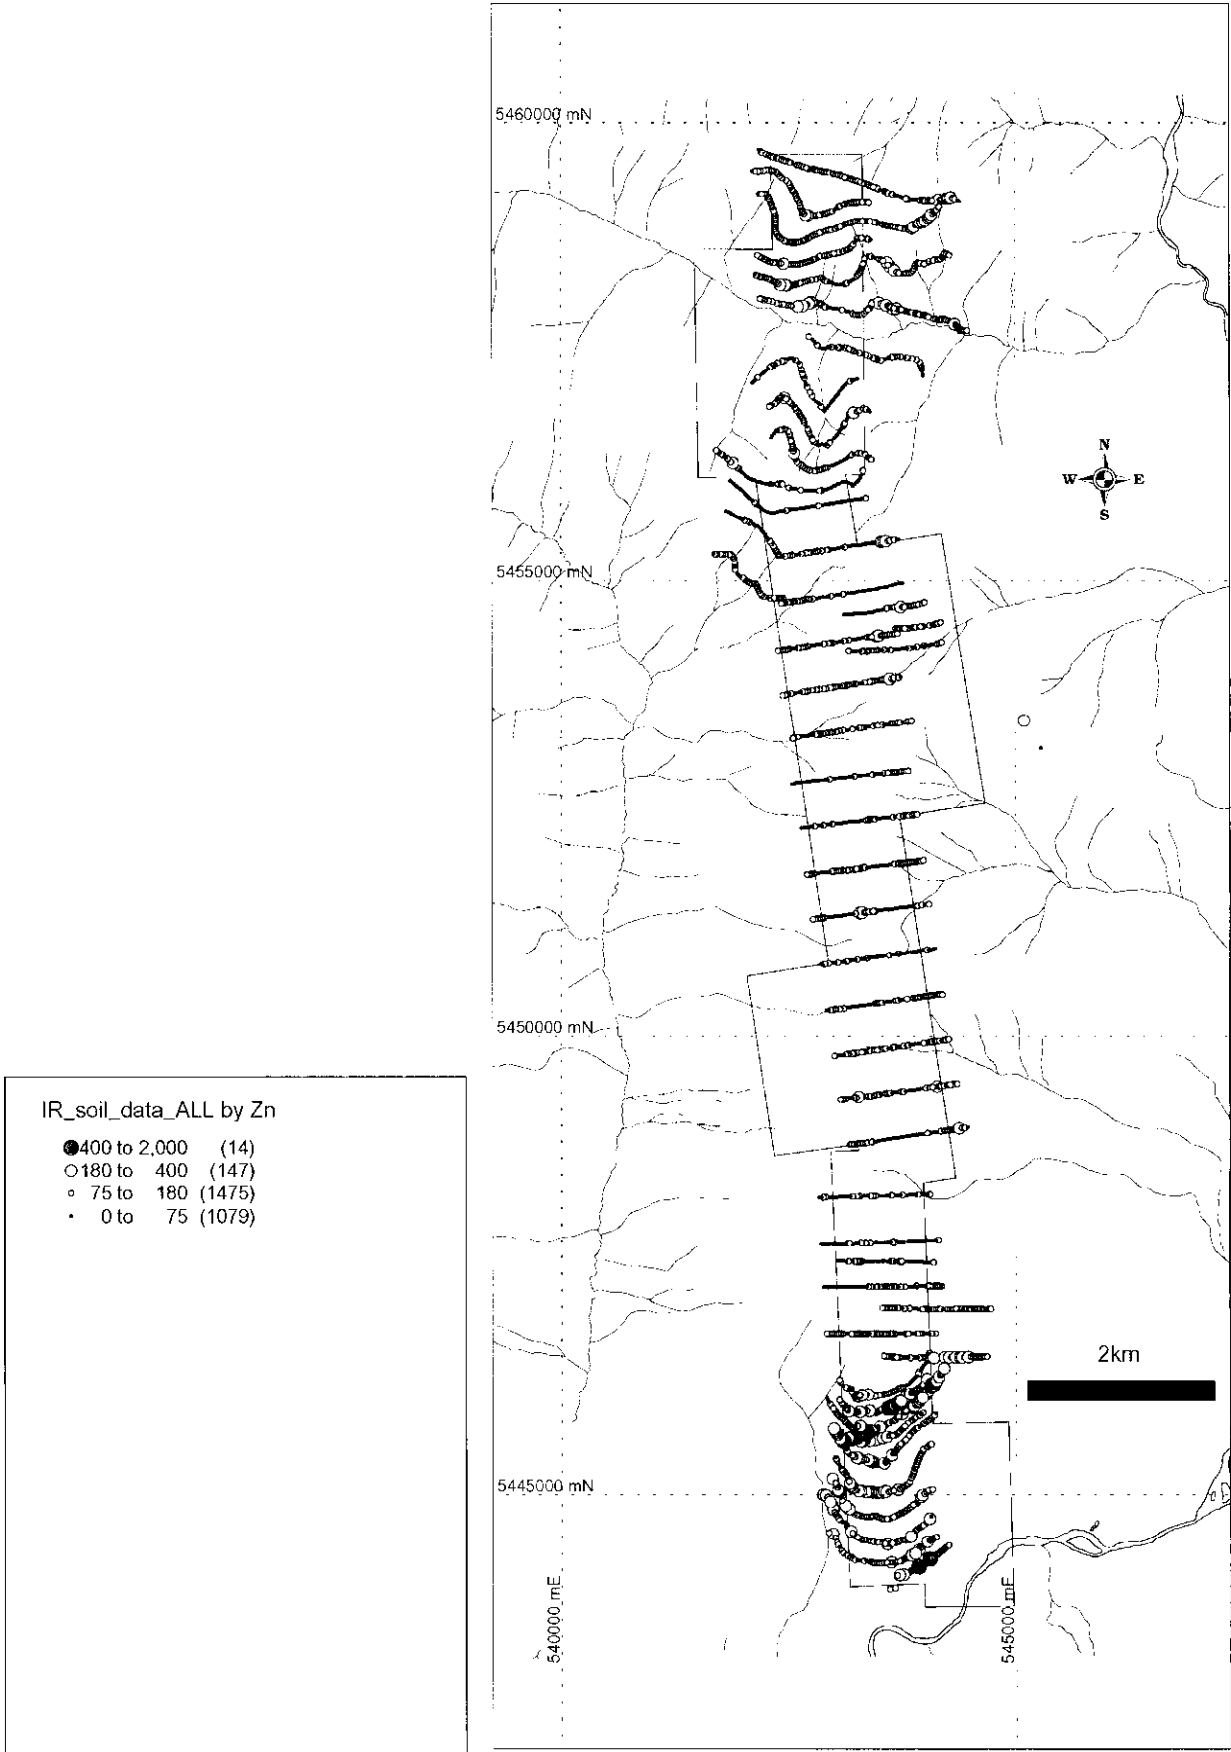 5460000 mN
N
W E
S
5455000 mN
5450000 mN
IR_soil_data_ALL by Zn
400 to 2,000 (14)
180 to 400 (147)
75 to 180 (1475)
0 to 75 (1079)
2km
5445000 mN
540000 mE
545000 mE